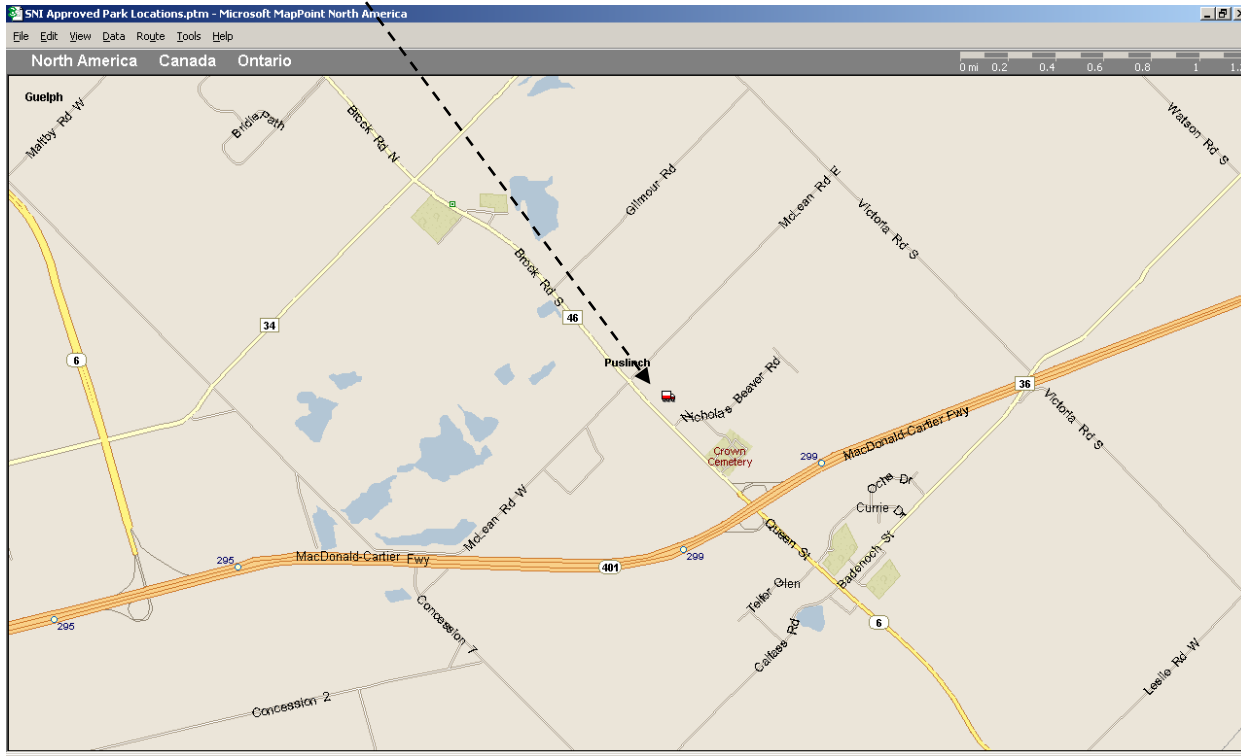 SNI Approved Park Locations.ptm - Microsoft MapPoint North America
File Edit View Data Route Tools Help
North America Canada Ontario
0 mi 0.2 0.4 0.6 0.8 1 1.2
Guelph
Maltby Rd W
Bridle Path
Brock Rd N
Watson Rd S
Gilmour Rd
McLean Rd E
Victoria Rd S
Brock Rd S
34
46
6
Puslinch
Nicholas Beaver Rd
N
36
Victoria Rd S
MacDonald-Cartier Fwy
Crown
Cemetery
299
Ochs Dr
Currie Dr
McLean Rd W
Queen St
Badenoch St
295
MacDonald-Cartier Fwy
401
299
Telfer Glen
295
Concession 7
Calfass Rd
6
Leslie Rd W
Concession 2